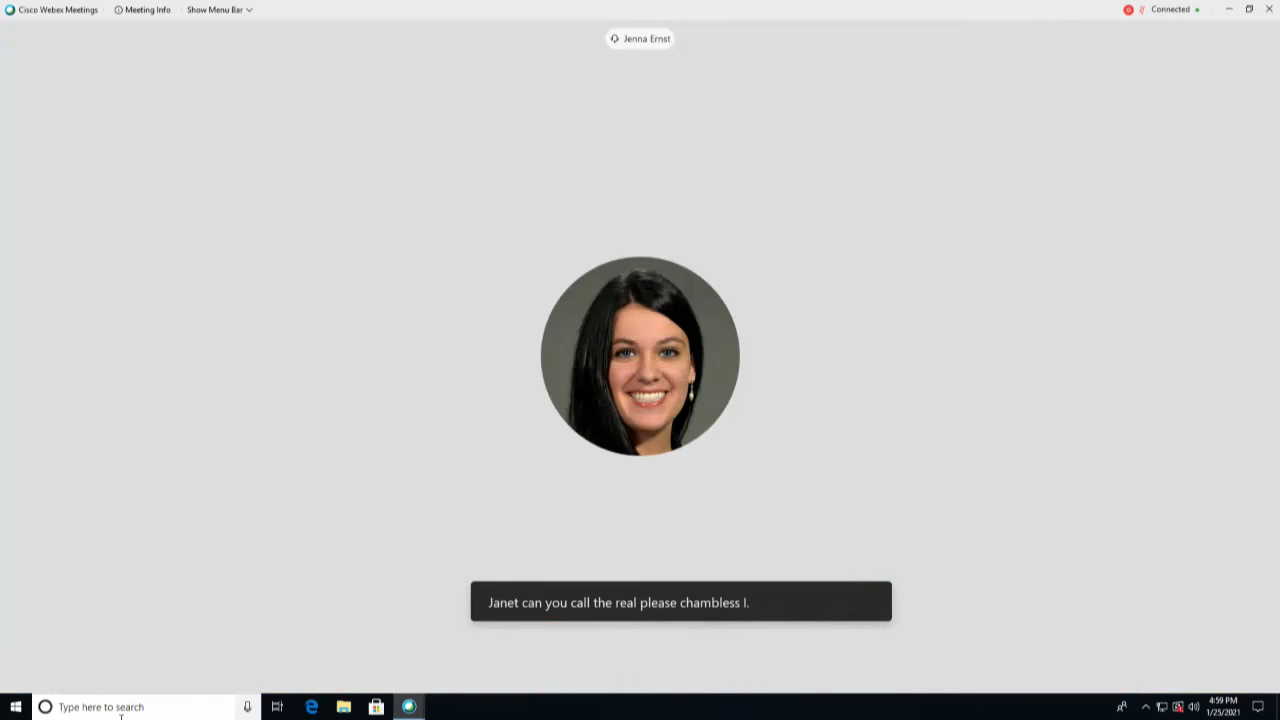 Cisco Webex Meetings
Meeting Info
Show Menu Bar
Connected
Jenna Ernst
Janet can you call the real please chambless I.
Type here to search
4:59 PM
1/25/2021